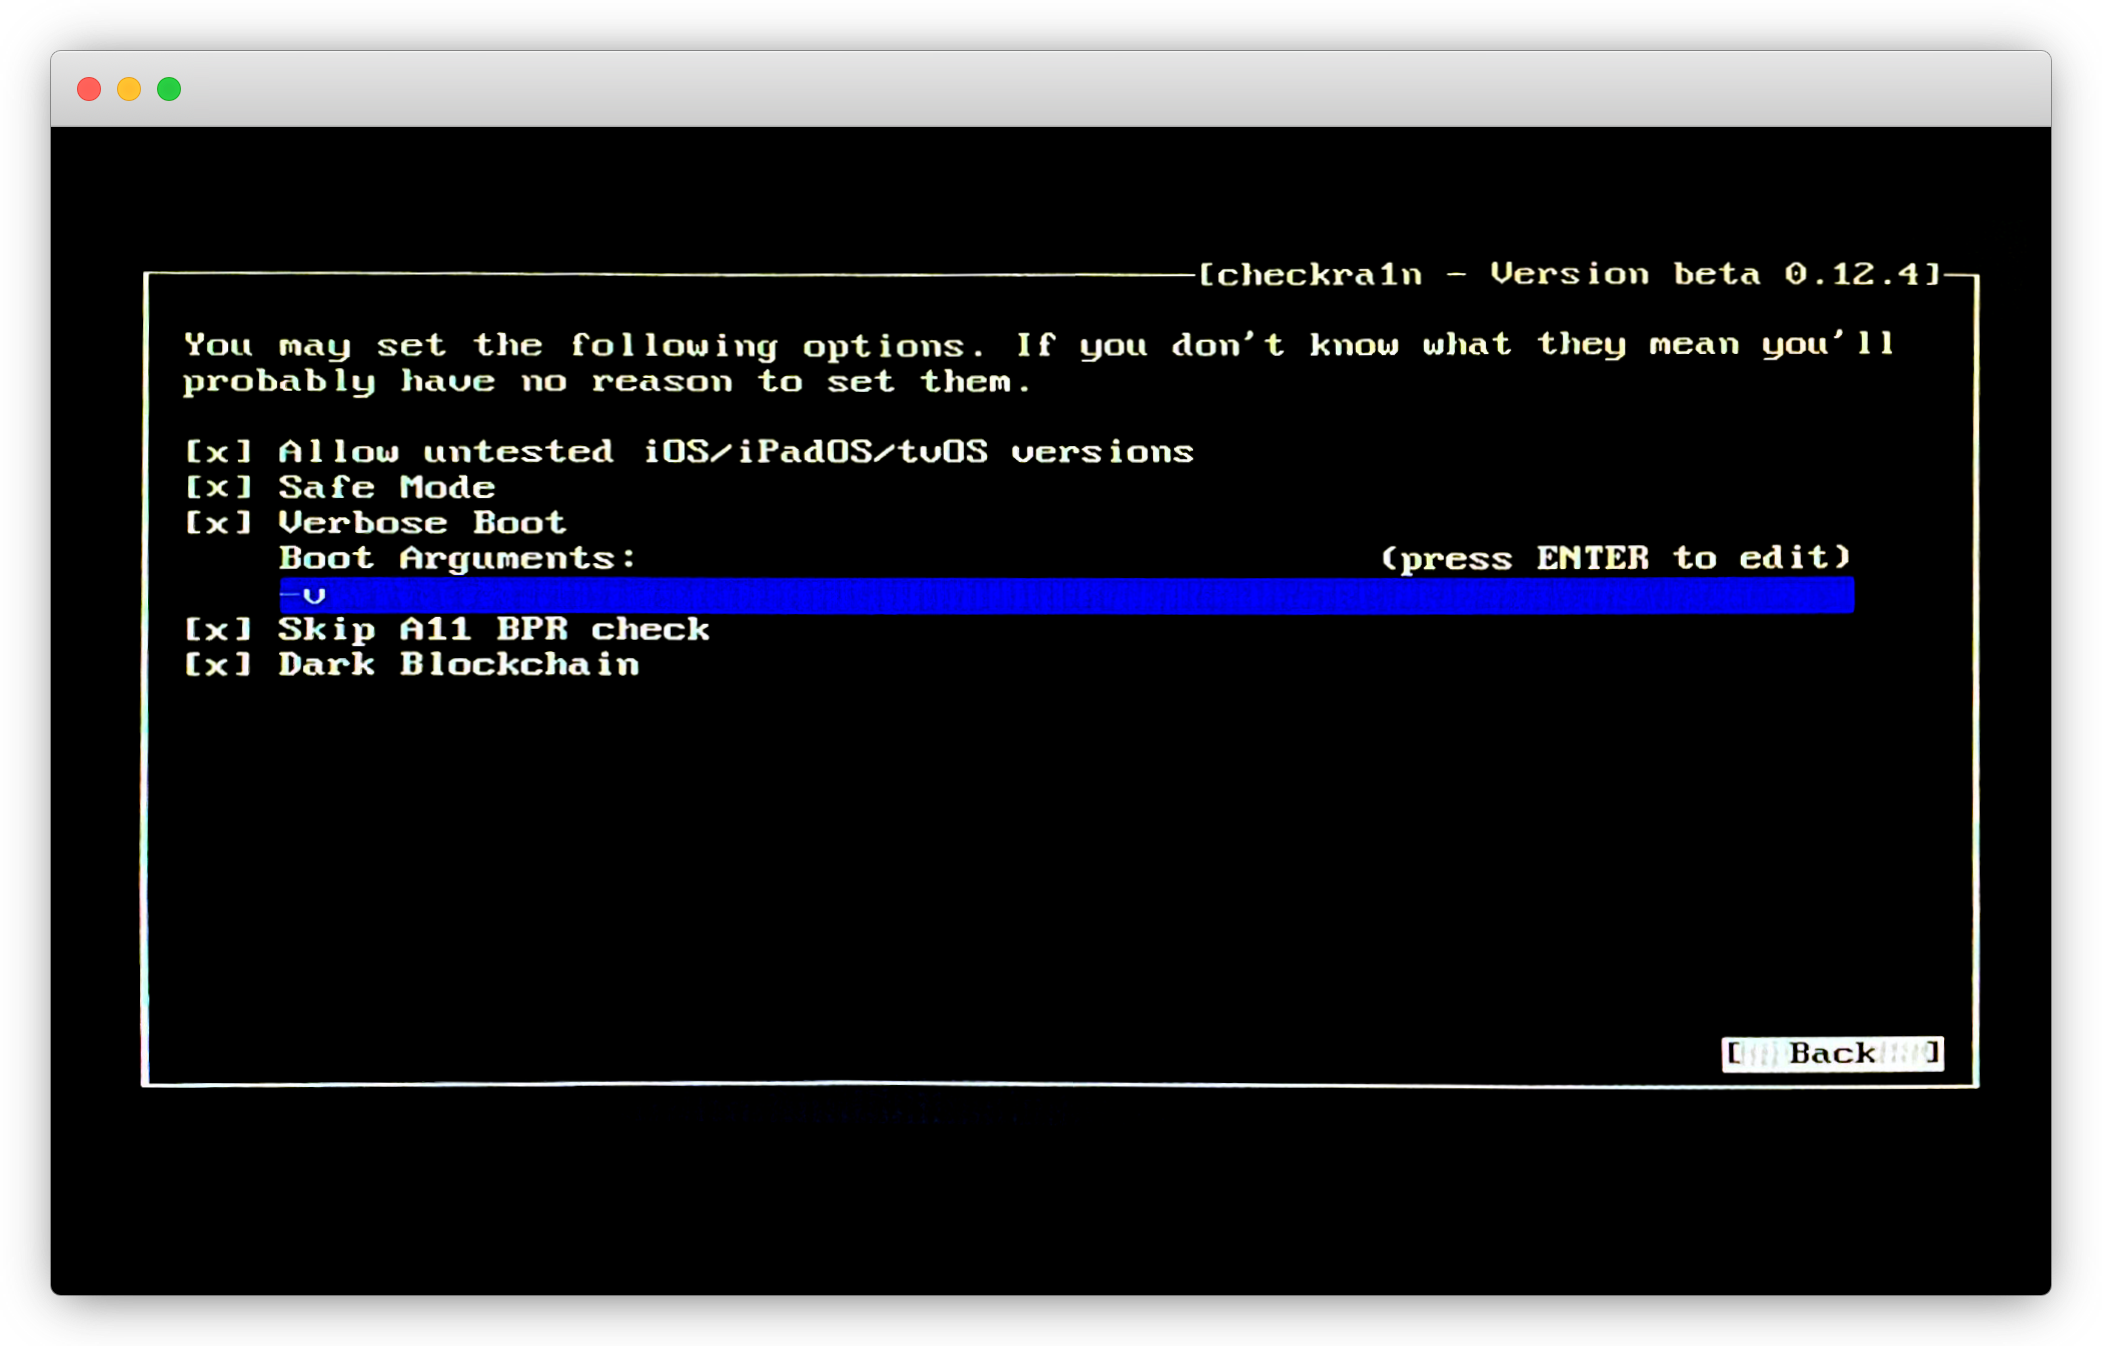 [checkra1n - Version beta 0.12.4]
You may set the following options. If you don't know what they mean you'll
probably have no reason to set them.
[x] Allow untested iOS/iPadOS/tvOS versions
[x] Safe Mode
[x] Verbose Boot
Boot Arguments: (press ENTER to edit)
-v
[x] Skip A11 BPR check
[x] Dark Blockchain
[ Back ]